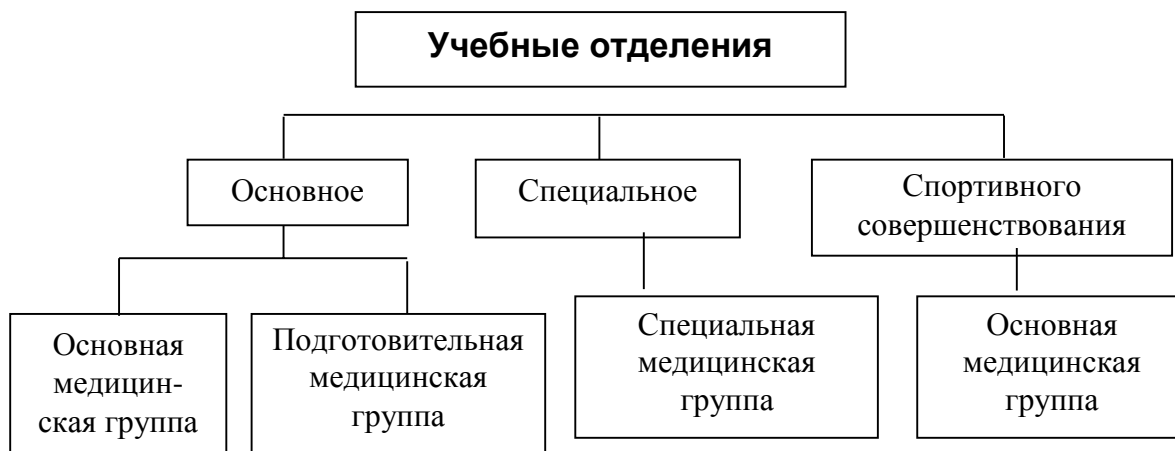 Учебные отделения
Основное
Специальное
Спортивного
совершенствования
Основная
медицин-
ская группа
Подготовительная
медицинская
группа
Специальная
медицинская
группа
Основная
медицинская
группа